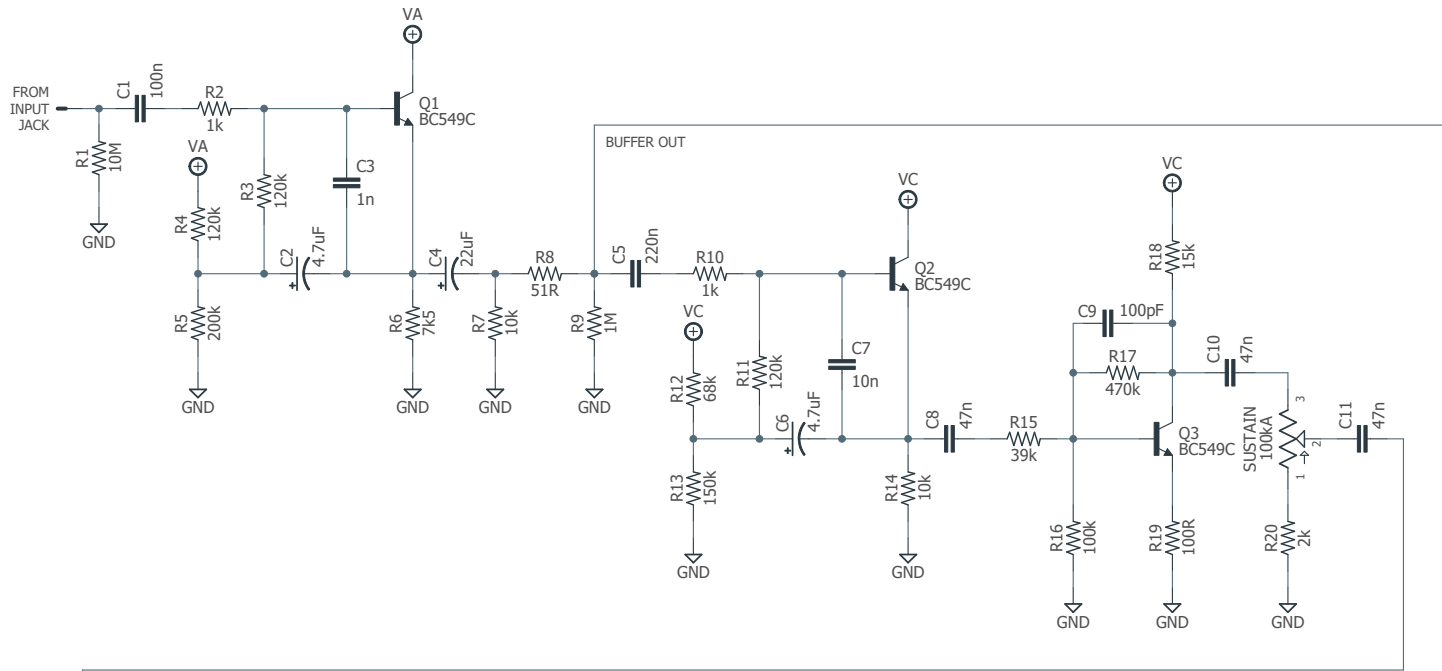 FROM
INPUT
JACK
C1
100n
R2
1k
VA
Q1
BC549C
R1
10M
GND
VA
R3
120k
C3
1n
R4
120k
C2
4.7uF
C4
22uF
R8
51R
BUFFER OUT
C5
220n
R10
1k
VC
Q2
BC549C
R5
200k
GND
R6
7k5
GND
R7
10k
GND
R9
1M
GND
VC
R12
68k
R11
120k
C7
10n
C6
4.7uF
R13
150k
GND
R14
10k
GND
C8
47n
R15
39k
VC
R18
15k
C9
100pF
R17
470k
C10
47n
Q3
BC549C
SUSTAIN
100kA
3
2
1
C11
47n
R16
100k
GND
R19
100R
GND
R20
2k
GND